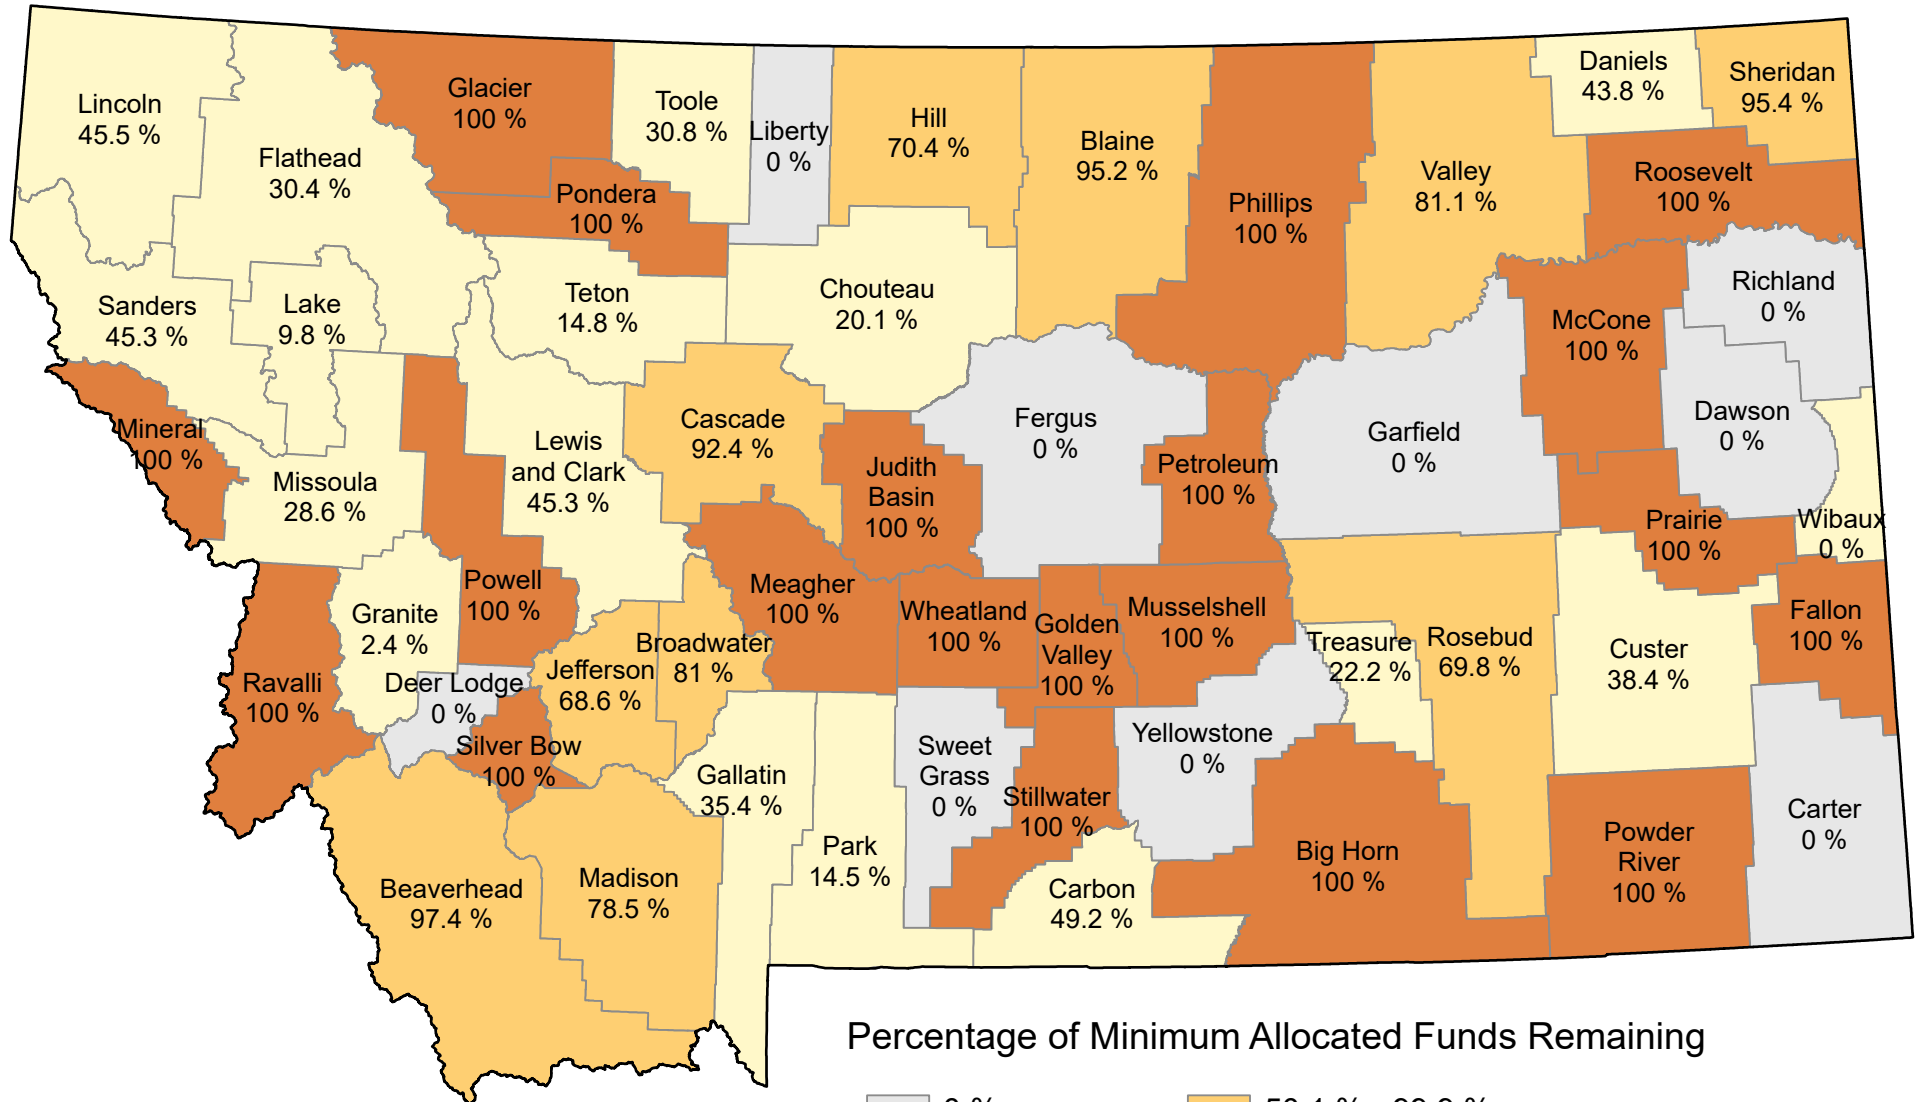 Lincoln
45.5 %
Flathead
30.4 %
Glacier
100 %
Pondera
100 %
Toole
30.8 %
Liberty
0 %
Hill
70.4 %
Blaine
95.2 %
Phillips
100 %
Valley
81.1 %
Daniels
43.8 %
Sheridan
95.4 %
Roosevelt
100 %
Sanders
45.3 %
Lake
9.8 %
Teton
14.8 %
Chouteau
20.1 %
McCone
100 %
Richland
0 %
Mineral
100 %
Missoula
28.6 %
Lewis
and Clark
45.3 %
Cascade
92.4 %
Judith
Basin
100 %
Fergus
0 %
Petroleum
100 %
Garfield
0 %
Dawson
0 %
Prairie
100 %
Wibaux
0 %
Ravalli
100 %
Granite
2.4 %
Powell
100 %
Deer Lodge
0 %
Silver Bow
100 %
Jefferson
68.6 %
Broadwater
81 %
Meagher
100 %
Wheatland
100 %
Golden
Valley
100 %
Musselshell
100 %
Treasure
22.2 %
Rosebud
69.8 %
Custer
38.4 %
Fallon
100 %
Beaverhead
97.4 %
Madison
78.5 %
Gallatin
35.4 %
Park
14.5 %
Sweet
Grass
0 %
Stillwater
100 %
Carbon
49.2 %
Yellowstone
0 %
Big Horn
100 %
Powder
River
100 %
Carter
0 %
Percentage of Minimum Allocated Funds Remaining